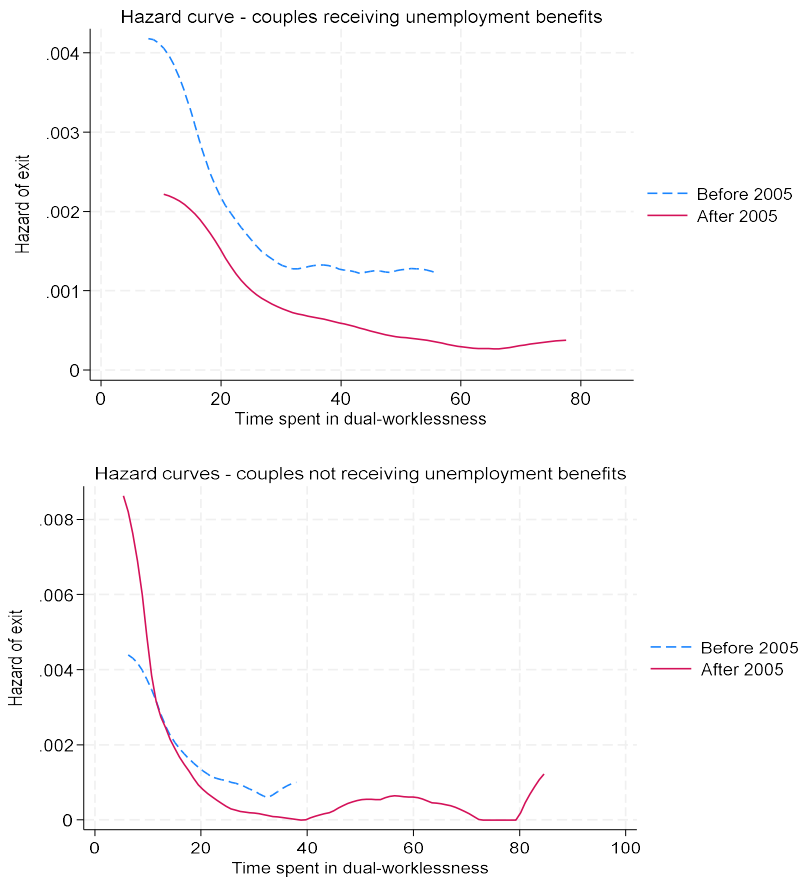 Hazard curve - couples receiving unemployment benefits
Hazard of exit
.004
.003
.002
.001
0
0 20 40 60 80
Time spent in dual-worklessness
Before 2005
After 2005
Hazard curves - couples not receiving unemployment benefits
Hazard of exit
.008
.006
.004
.002
0
0 20 40 60 80 100
Time spent in dual-worklessness
Before 2005
After 2005